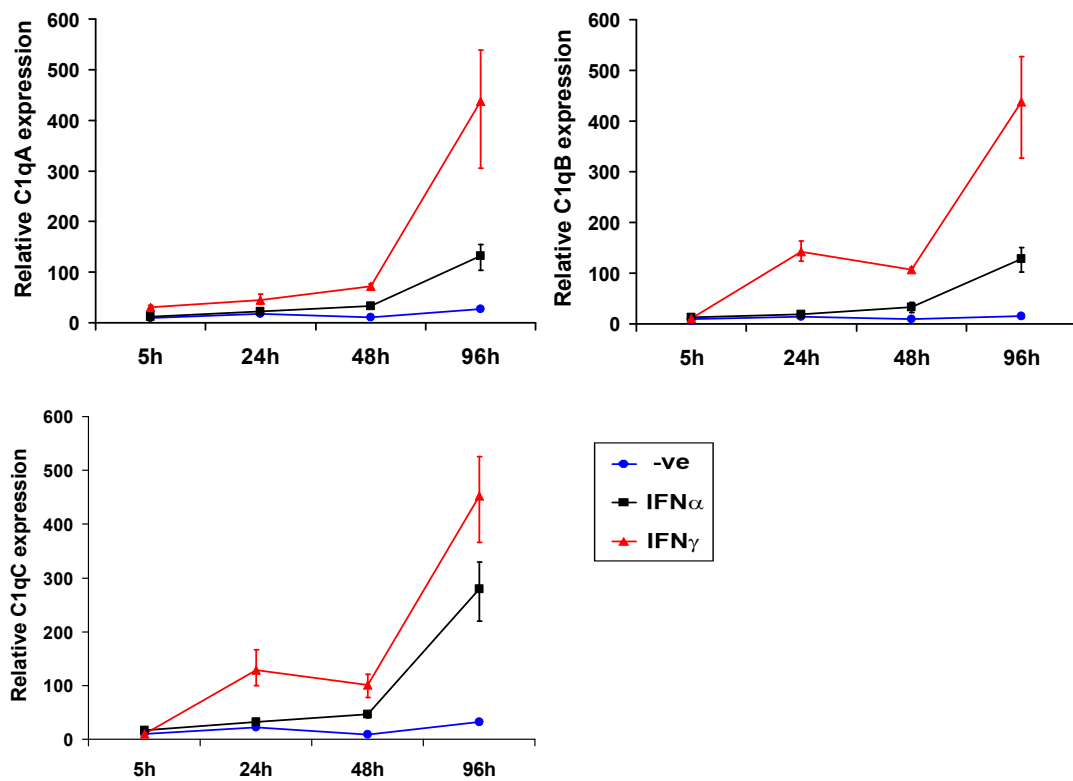 600
500
400
300
200
100
0
Relative C1qA expression
5h 24h 48h 96h
600
500
400
300
200
100
0
Relative C1qB expression
5h 24h 48h 96h
600
500
400
300
200
100
0
Relative C1qC expression
5h 24h 48h 96h
-ve
IFNα
IFNγ